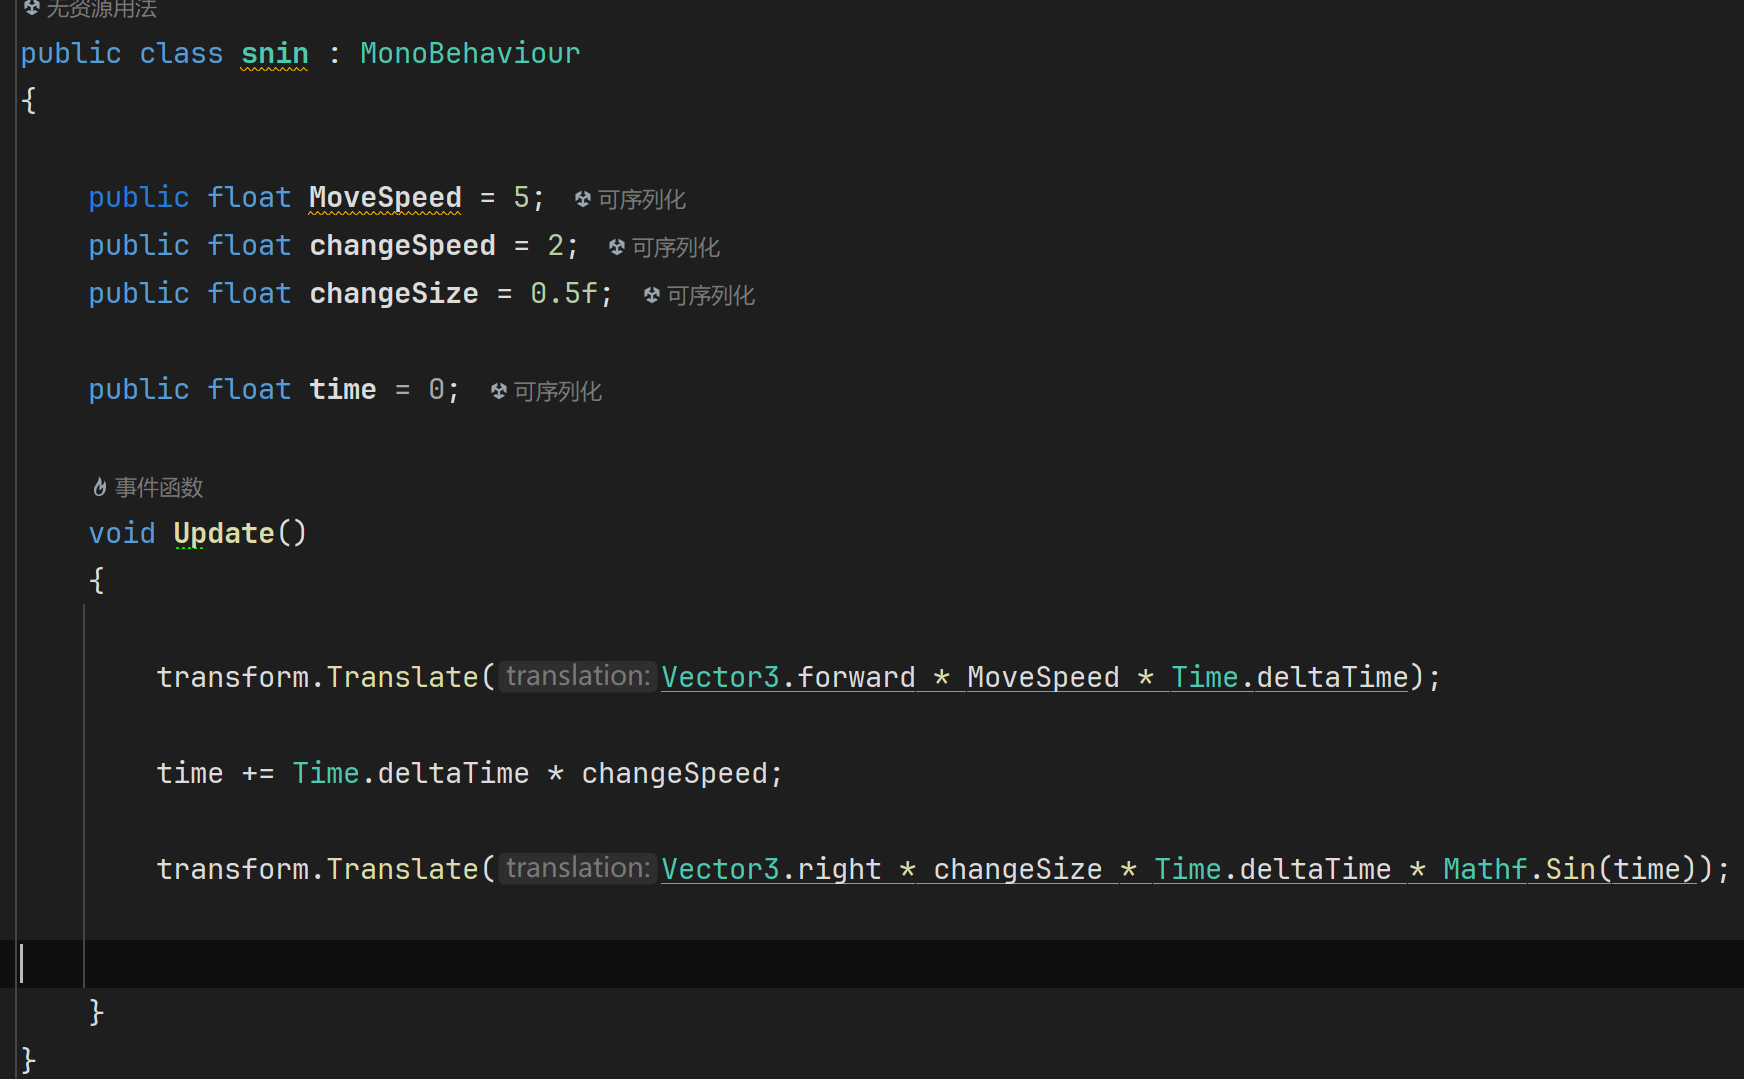 无资源用法
public class snin : MonoBehaviour
{
public float MoveSpeed = 5; 可序列化
public float changeSpeed = 2; 可序列化
public float changeSize = 0.5f; 可序列化
public float time = 0; 可序列化
事件函数
void Update()
{
transform.Translate(translation:Vector3.forward * MoveSpeed * Time.deltaTime);
time += Time.deltaTime * changeSpeed;
transform.Translate(translation:Vector3.right * changeSize * Time.deltaTime * Mathf.Sin(time));
}
}